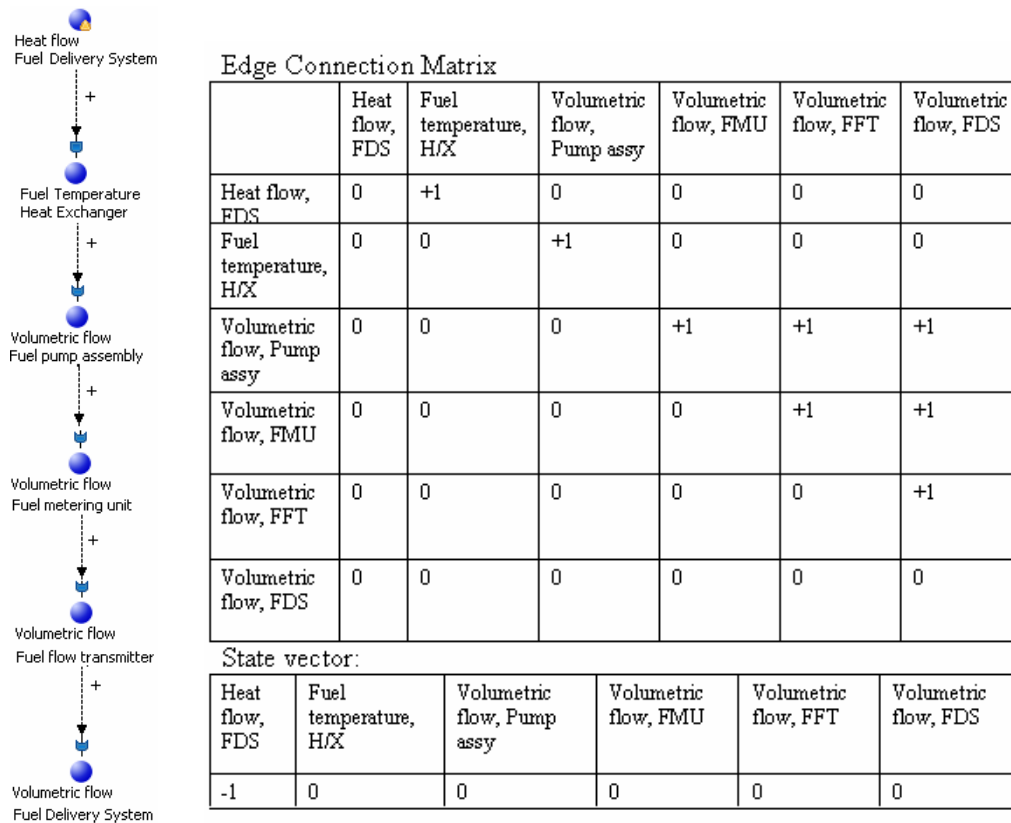 Heat flow
Fuel Delivery System
+
Fuel Temperature
Heat Exchanger
+
Volumetric flow
Fuel pump assembly
+
Volumetric flow
Fuel metering unit
+
Volumetric flow
Fuel flow transmitter
+
Volumetric flow
Fuel Delivery System
Edge Connection Matrix
Heat flow, FDS	Fuel temperature, H/X	Volumetric flow, Pump assy	Volumetric flow, FMU	Volumetric flow, FFT	Volumetric flow, FDS
Heat flow, FDS	0	+1	0	0	0	0
Fuel temperature, H/X	0	0	+1	0	0	0
Volumetric flow, Pump assy	0	0	0	+1	+1	+1
Volumetric flow, FMU	0	0	0	0	+1	+1
Volumetric flow, FFT	0	0	0	0	0	+1
Volumetric flow, FDS	0	0	0	0	0	0
State vector:
Heat flow, FDS	Fuel temperature, H/X	Volumetric flow, Pump assy	Volumetric flow, FMU	Volumetric flow, FFT	Volumetric flow, FDS
-1	0	0	0	0	0